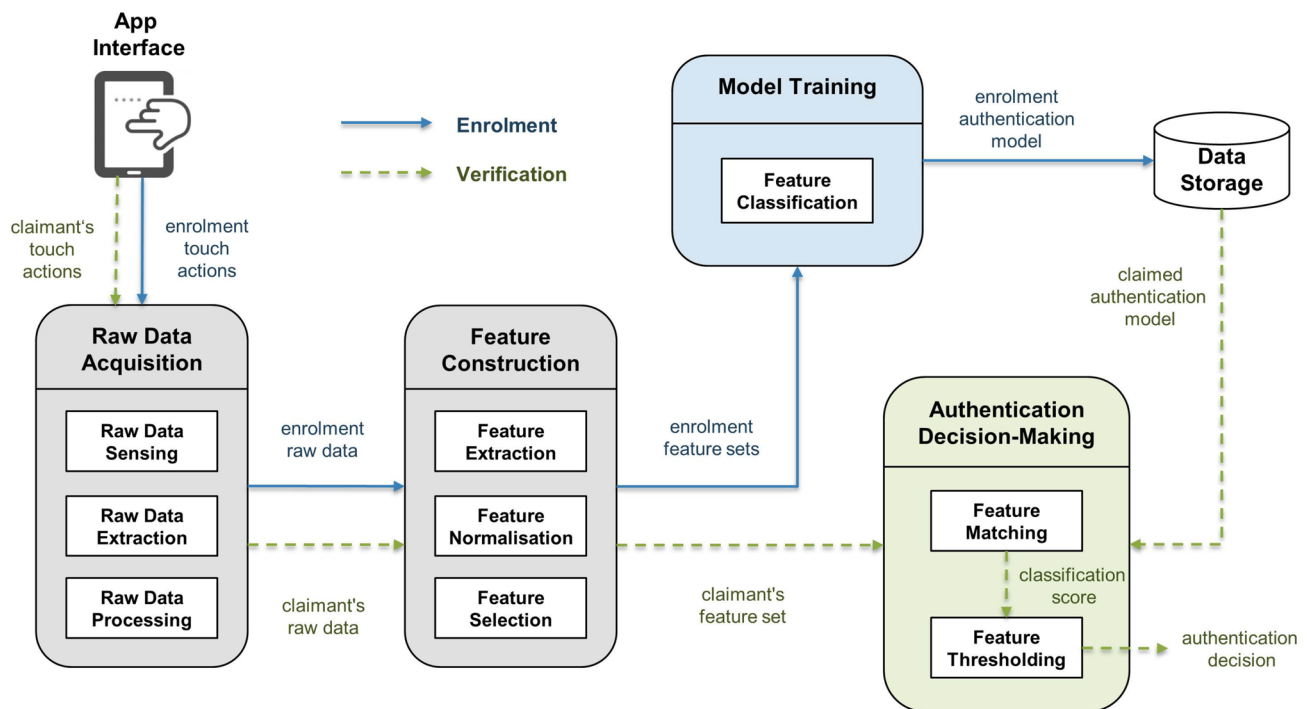 App
Interface
Enrolment
Verification
claimant's
touch
actions
enrolment
touch
actions
Raw Data
Acquisition
Raw Data
Sensing
Raw Data
Extraction
Raw Data
Processing
enrolment
raw data
claimant's
raw data
Feature
Construction
Feature
Extraction
Feature
Normalisation
Feature
Selection
enrolment
feature sets
claimant's
feature set
Model Training
Feature
Classification
enrolment
authentication
model
Data
Storage
claimed
authentication
model
Authentication
Decision-Making
Feature
Matching
classification
score
Feature
Thresholding
authentication
decision